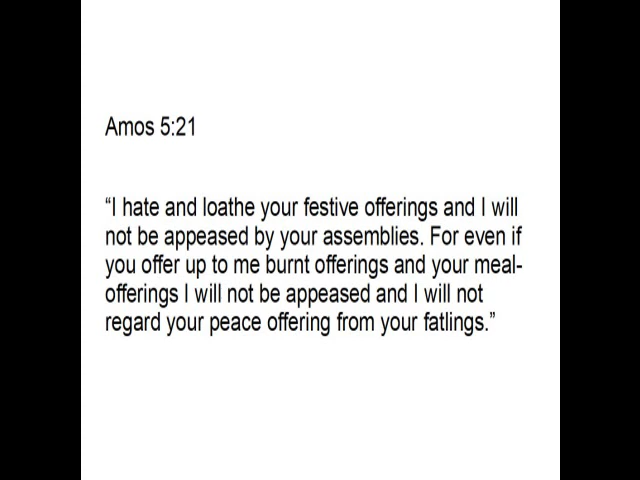 Amos 5:21
“I hate and loathe your festive offerings and I will
not be appeased by your assemblies. For even if
you offer up to me burnt offerings and your meal-
offerings I will not be appeased and I will not
regard your peace offering from your fatlings.”